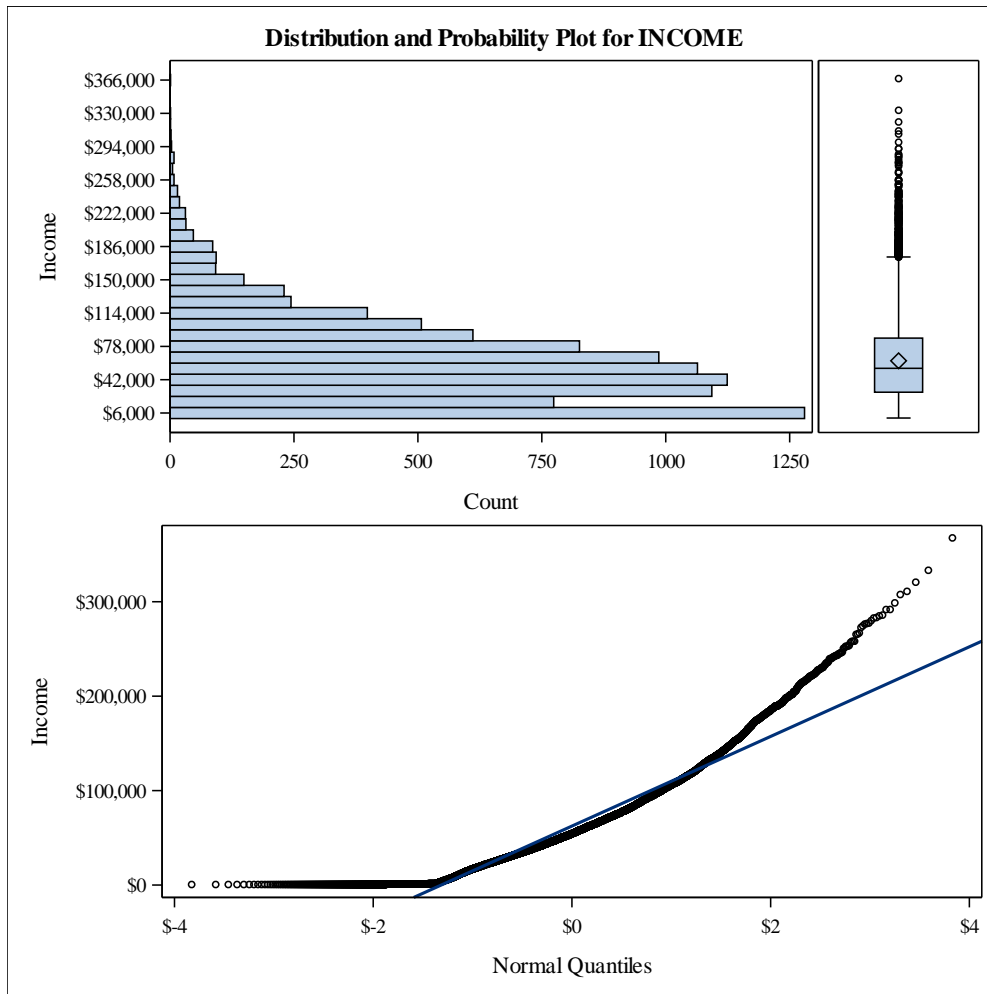 Distribution and Probability Plot for INCOME
$366,000
$330,000
$294,000
$258,000
$222,000
$186,000
$150,000
$114,000
$78,000
$42,000
$6,000
Income
0 250 500 750 1000 1250
Count
$300,000
$200,000
$100,000
$0
Income
$-4 $-2 $0 $2 $4
Normal Quantiles